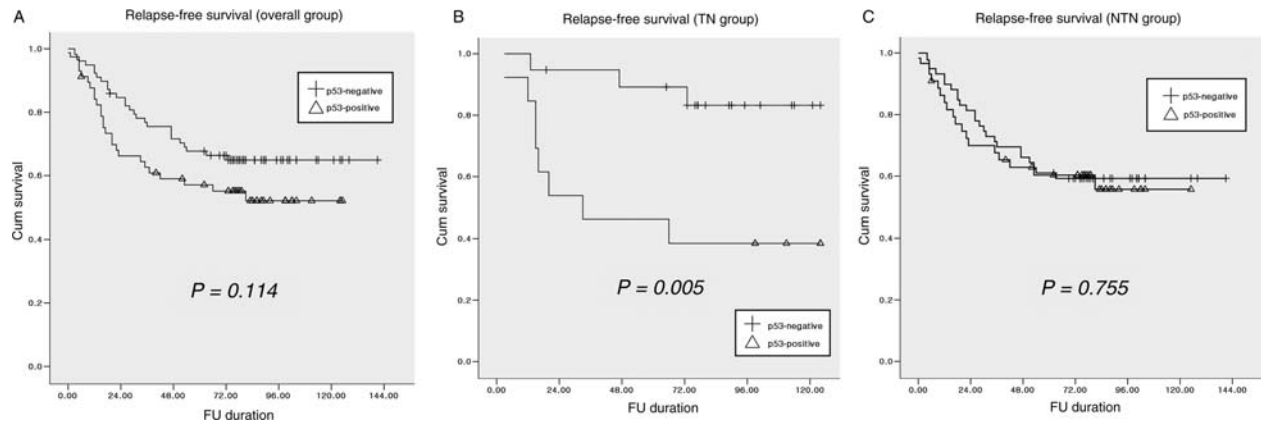 A
Relapse-free survival (overall group)
Cum survival
1.0
0.8
0.6
0.4
0.2
0.0
p53-negative
p53-positive
P = 0.114
0.00 24.00 48.00 72.00 96.00 120.00 144.00
FU duration
B
Relapse-free survival (TN group)
Cum survival
1.0
0.8
0.6
0.4
0.2
0.0
P = 0.005
p53-negative
p53-positive
0.00 24.00 48.00 72.00 96.00 120.00
FU duration
C
Relapse-free survival (NTN group)
Cum survival
1.0
0.8
0.6
0.4
0.2
0.0
p53-negative
p53-positive
P = 0.755
0.00 24.00 48.00 72.00 96.00 120.00 144.00
FU duration